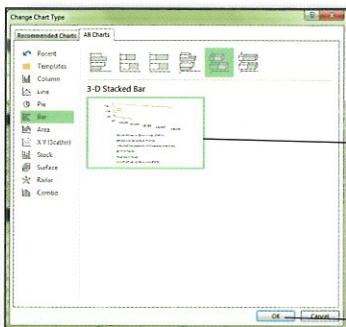 Change Chart Type
Recommended Charts
All Charts
Recent
Templates
Column
Line
Pie
Bar
Area
X Y (Scatter)
Stock
Surface
Radar
Combo
3-D Stacked Bar
OK
Cancel